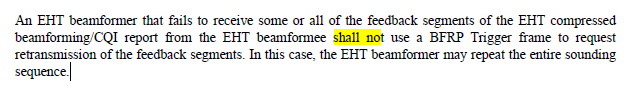 An EHT beamformer that fails to receive some or all of the feedback segments of the EHT compressed
beamforming/CQI report from the EHT beamformee shall not use a BFRP Trigger frame to request
retransmission of the feedback segments. In this case, the EHT beamformer may repeat the entire sounding
sequence.